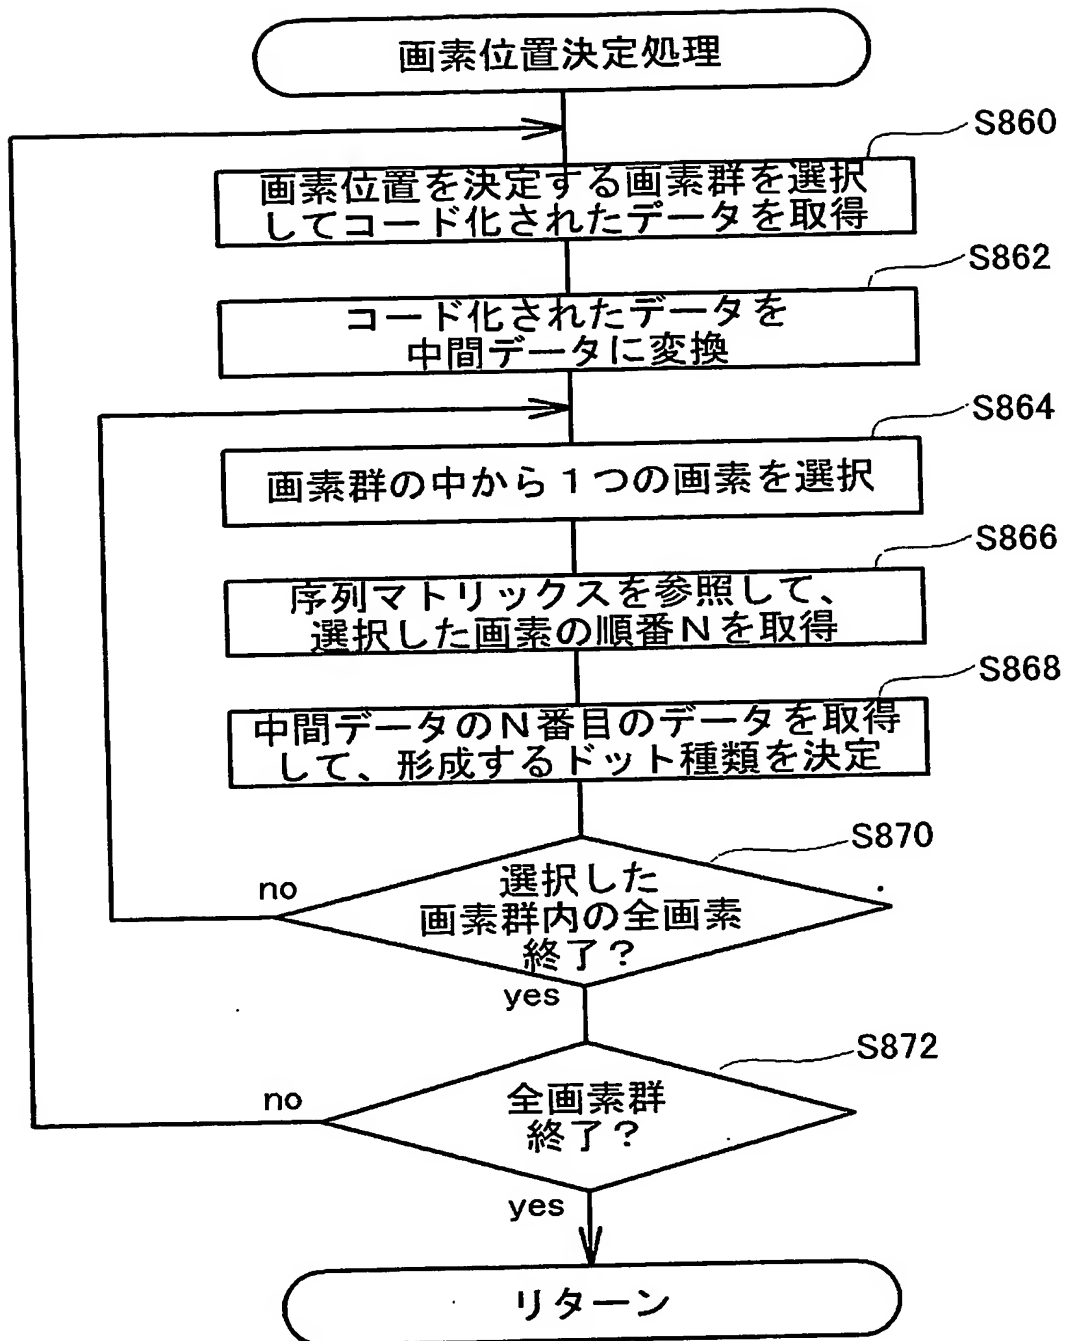 画素位置決定処理
S860
画素位置を決定する画素群を選択
してコード化されたデータを取得
S862
コード化されたデータを
中間データに変換
S864
画素群の中から1つの画素を選択
S866
序列マトリックスを参照して、
選択した画素の順番Nを取得
S868
中間データのN番目のデータを取得
して、形成するドット種類を決定
S870
no
選択した
画素群内の全画素
終了?
yes
S872
no
全画素群
終了?
yes
リターン